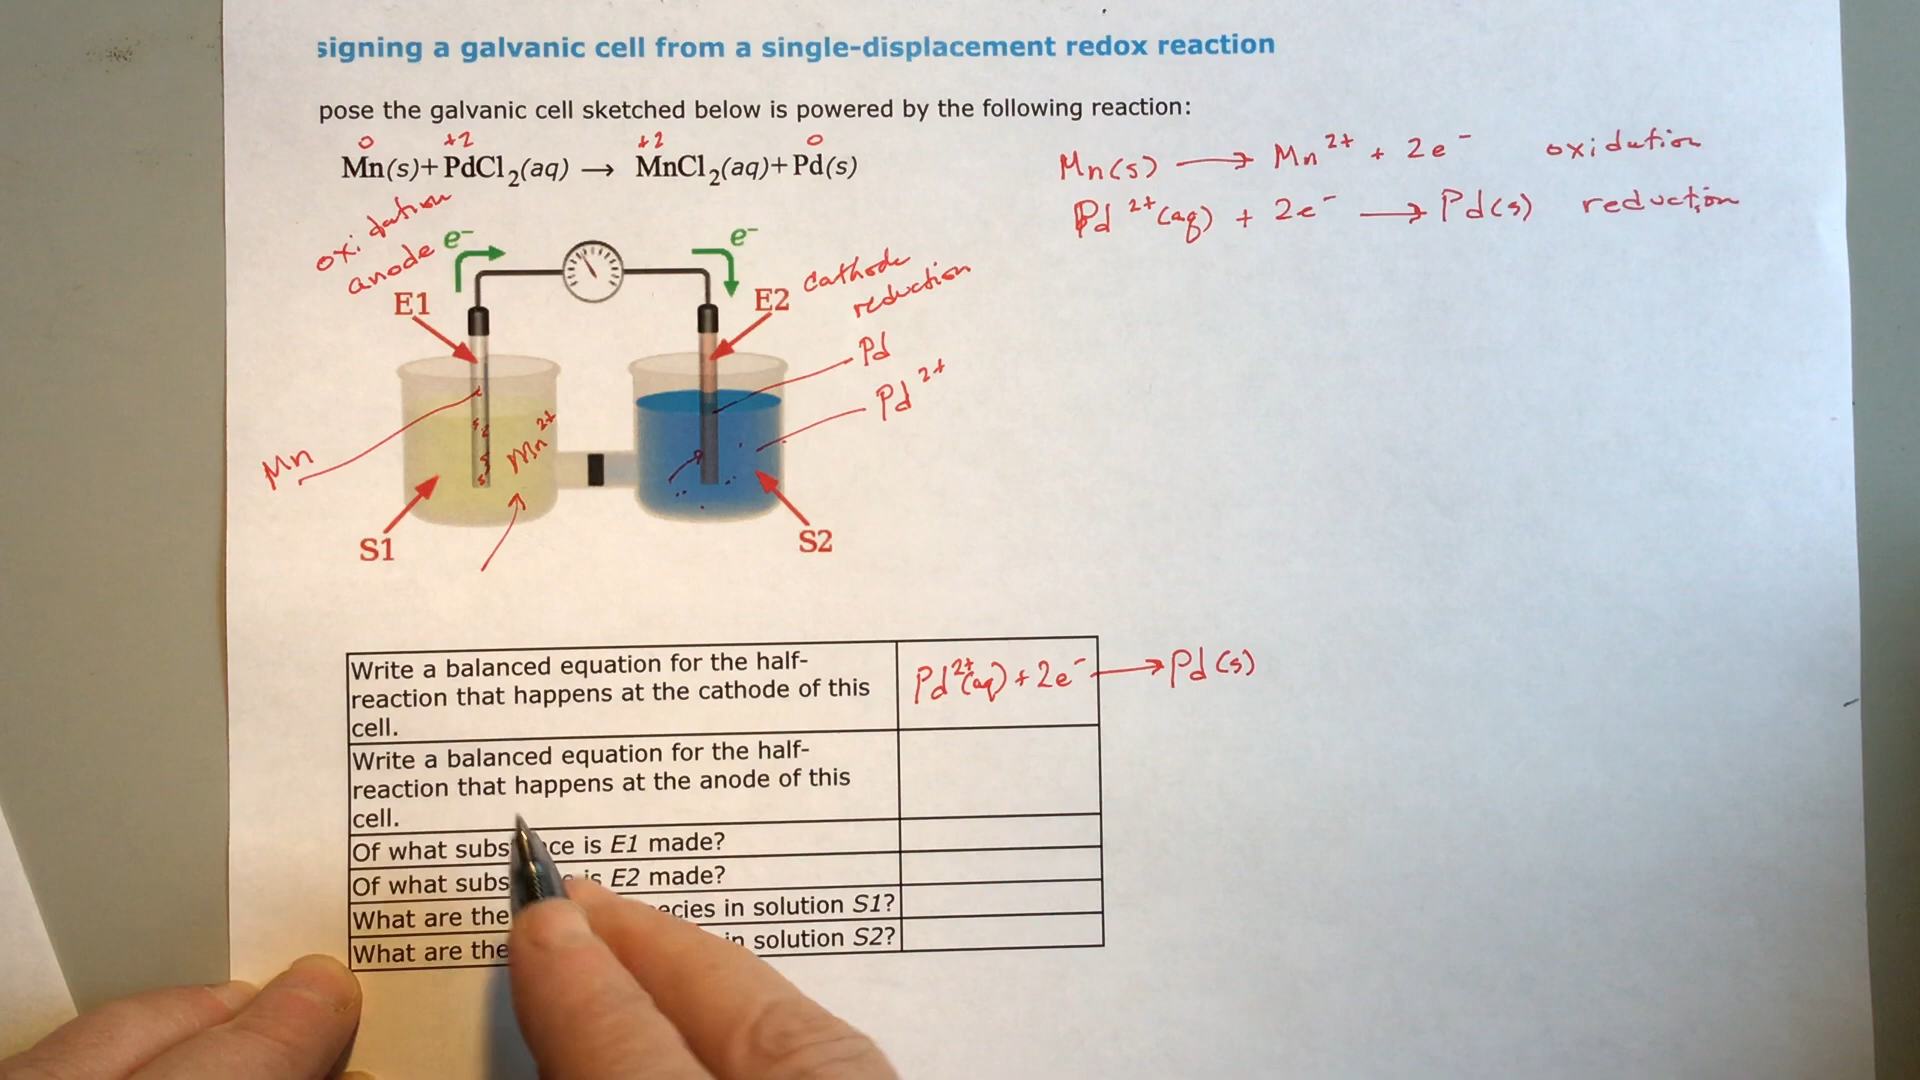 signing a galvanic cell from a single-displacement redox reaction
pose the galvanic cell sketched below is powered by the following reaction:
0 +2 +2 0
Mn(s)+PdCl₂(aq) → MnCl₂(aq)+Pd(s)
Mn(s) → Mn²⁺ + 2e⁻ oxidation
Pd²⁺(aq) + 2e⁻ → Pd(s) reduction
oxidation
anode
e⁻
e⁻
cathode
reduction
E1
E2
Pd
Pd²⁺
Mn
Mn²⁺
S1
S2
Write a balanced equation for the half-
reaction that happens at the cathode of this
cell.
Pd²⁺(aq) + 2e⁻ → Pd(s)
Write a balanced equation for the half-
reaction that happens at the anode of this
cell.
Of what subs ce is E1 made?
Of what subs is E2 made?
What are the ecies in solution S1?
What are the in solution S2?